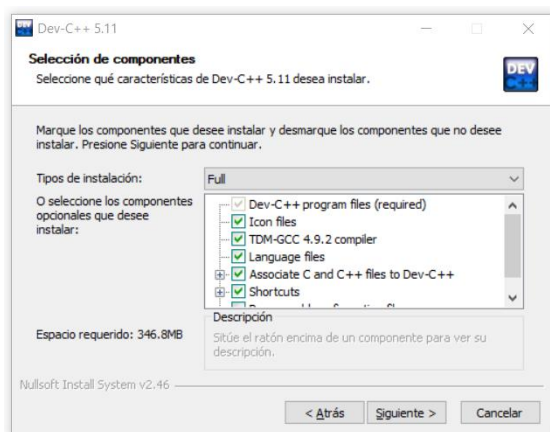 Dev-C++ 5.11
Selección de componentes
Seleccione qué características de Dev-C++ 5.11 desea instalar.
DEV
C++
Marque los componentes que desee instalar y desmarque los componentes que no desee
instalar. Presione Siguiente para continuar.
Tipos de instalación:
Full
O seleccione los componentes
opcionales que desee
instalar:
Dev-C++ program files (required)
Icon files
TDM-GCC 4.9.2 compiler
Language files
Associate C and C++ files to Dev-C++
Shortcuts
Espacio requerido: 346.8MB
Descripción
Sitúe el ratón encima de un componente para ver su
descripción.
Nullsoft Install System v2.46
< Atrás
Siguiente >
Cancelar